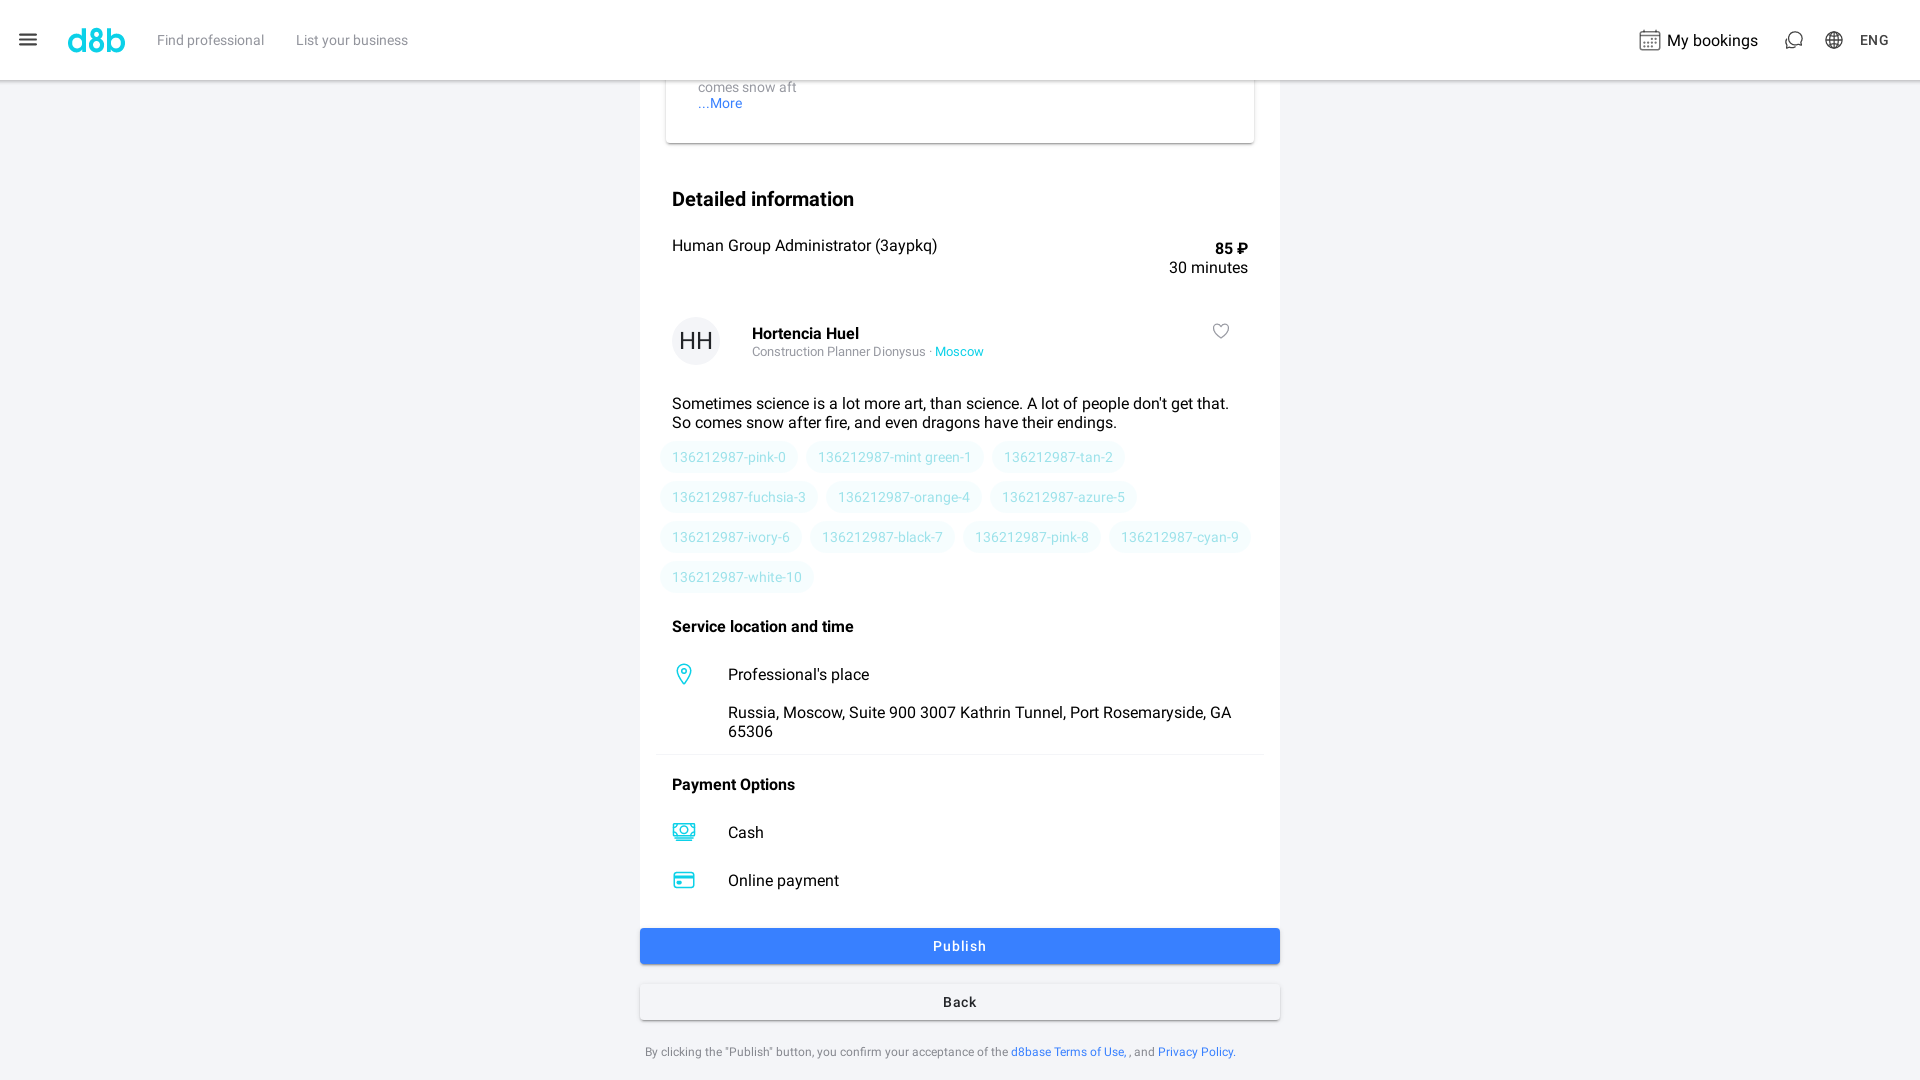 d8b
Find professional
List your business
My bookings
ENG
comes snow aft
...More
Detailed information
Human Group Administrator (3aypkq)
85 ₽
30 minutes
HH
Hortencia Huel
Construction Planner Dionysus · Moscow
Sometimes science is a lot more art, than science. A lot of people don't get that.
So comes snow after fire, and even dragons have their endings.
136212987-pink-0
136212987-mint green-1
136212987-tan-2
136212987-fuchsia-3
136212987-orange-4
136212987-azure-5
136212987-ivory-6
136212987-black-7
136212987-pink-8
136212987-cyan-9
136212987-white-10
Service location and time
Professional's place
Russia, Moscow, Suite 900 3007 Kathrin Tunnel, Port Rosemaryside, GA
65306
Payment Options
Cash
Online payment
Publish
Back
By clicking the "Publish" button, you confirm your acceptance of the d8base Terms of Use, , and Privacy Policy.